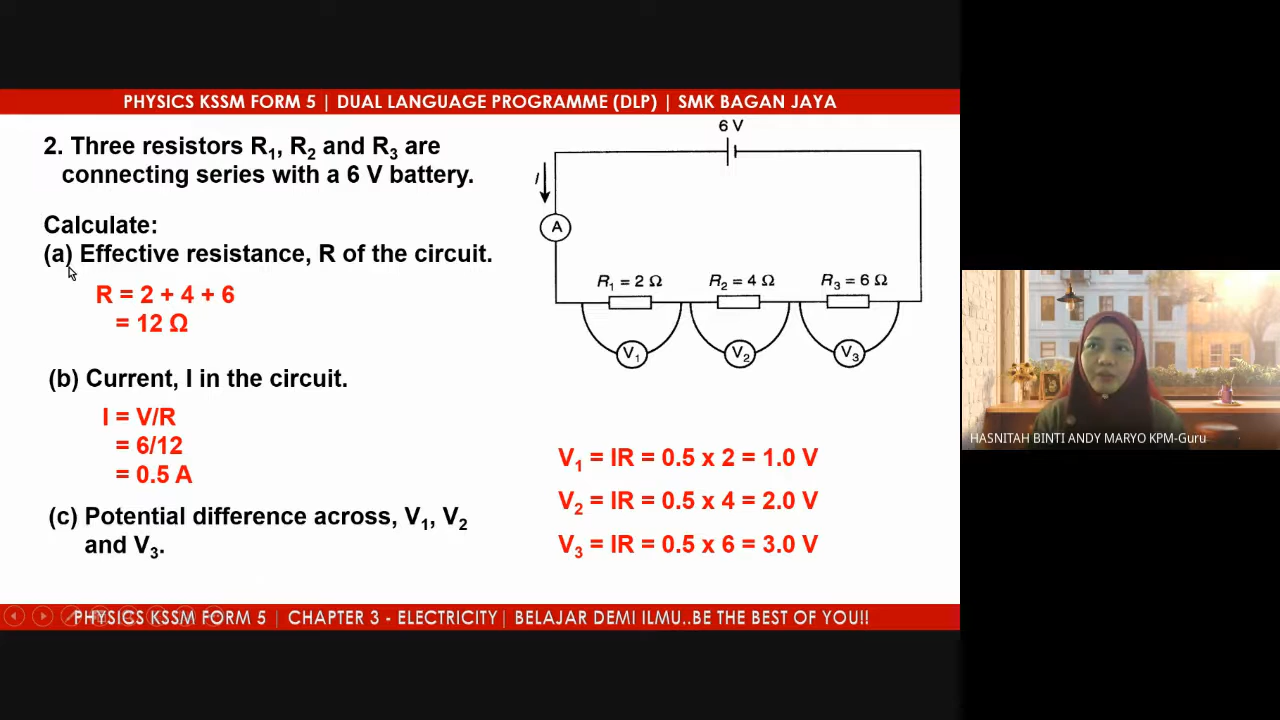 PHYSICS KSSM FORM 5 | DUAL LANGUAGE PROGRAMME (DLP) | SMK BAGAN JAYA
2. Three resistors R₁, R₂ and R₃ are
connecting series with a 6 V battery.
Calculate:
(a) Effective resistance, R of the circuit.
R = 2 + 4 + 6
= 12 Ω
(b) Current, I in the circuit.
I = V/R
= 6/12
= 0.5 A
(c) Potential difference across, V₁, V₂
and V₃.
6 V
I
A
R₁ = 2 Ω
R₂ = 4 Ω
R₃ = 6 Ω
V₁
V₂
V₃
V₁ = IR = 0.5 x 2 = 1.0 V
V₂ = IR = 0.5 x 4 = 2.0 V
V₃ = IR = 0.5 x 6 = 3.0 V
HASNITAH BINTI ANDY MARYO KPM-Guru
PHYSICS KSSM FORM 5 | CHAPTER 3 - ELECTRICITY| BELAJAR DEMI ILMU..BE THE BEST OF YOU!!